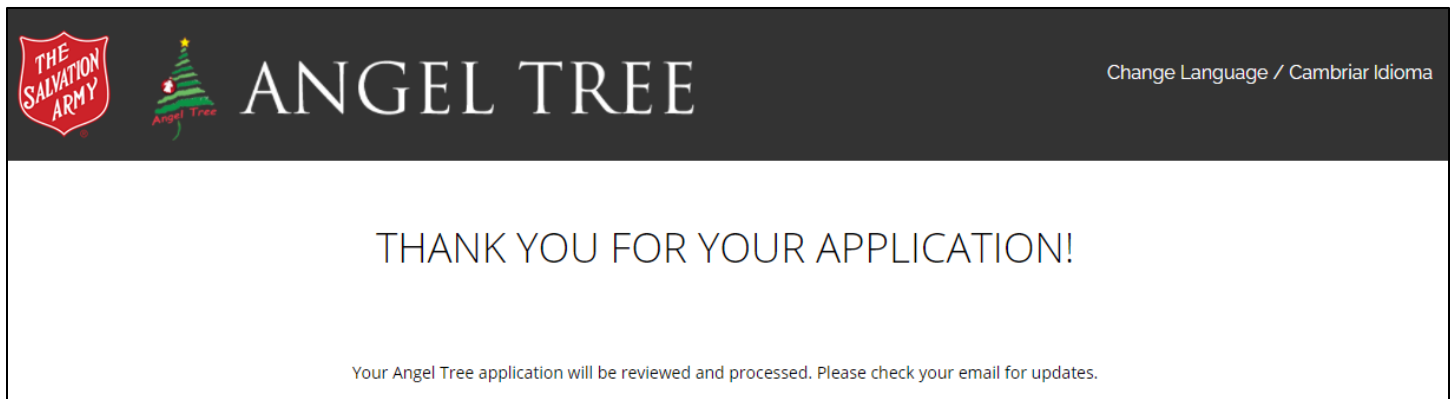 THE
SALVATION
ARMY
®
Angel Tree
ANGEL TREE
Change Language / Cambriar Idioma
THANK YOU FOR YOUR APPLICATION!
Your Angel Tree application will be reviewed and processed. Please check your email for updates.